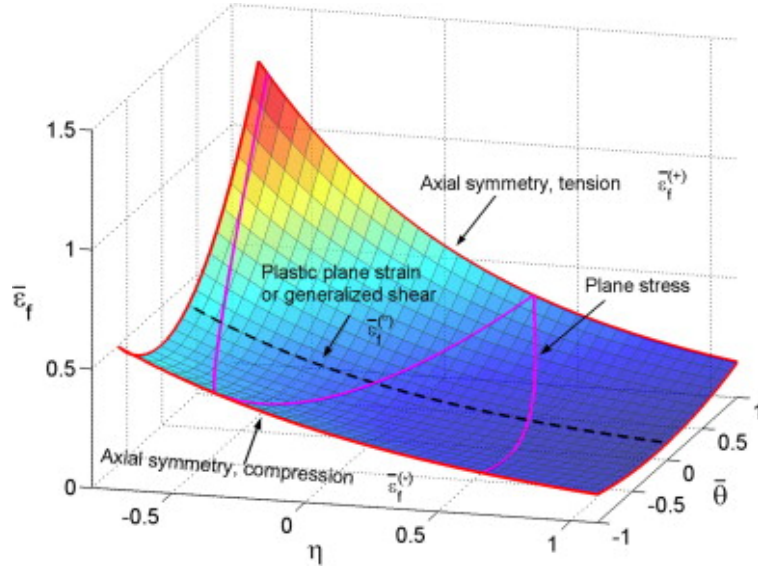 1.5
Axial symmetry, tension ε̄f(+)
1
Plastic plane strain
or generalized shear
Plane stress
ε̄f(°)
ε̄f
0.5
1
0.5
Axial symmetry, compression ε̄f(-)
0
θ̄
-0.5
0
-0.5
0
0.5
1
-1
η